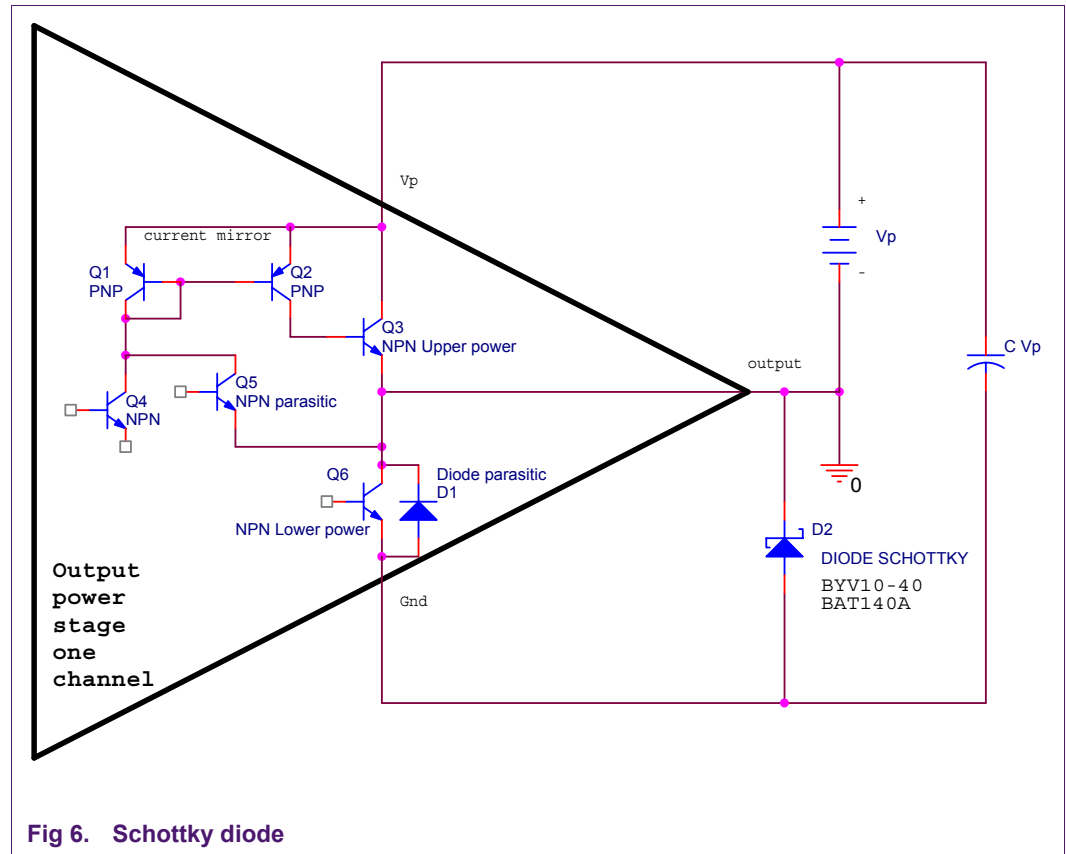 Vp
current mirror
+
Vp
-
Q1
PNP
Q2
PNP
Q3
NPN Upper power
C Vp
output
Q5
NPN parasitic
Q4
NPN
Q6
Diode parasitic
D1
NPN Lower power
0
D2
DIODE SCHOTTKY
BYV10-40
BAT140A
Output
power
stage
one
channel
Gnd
Fig 6. Schottky diode